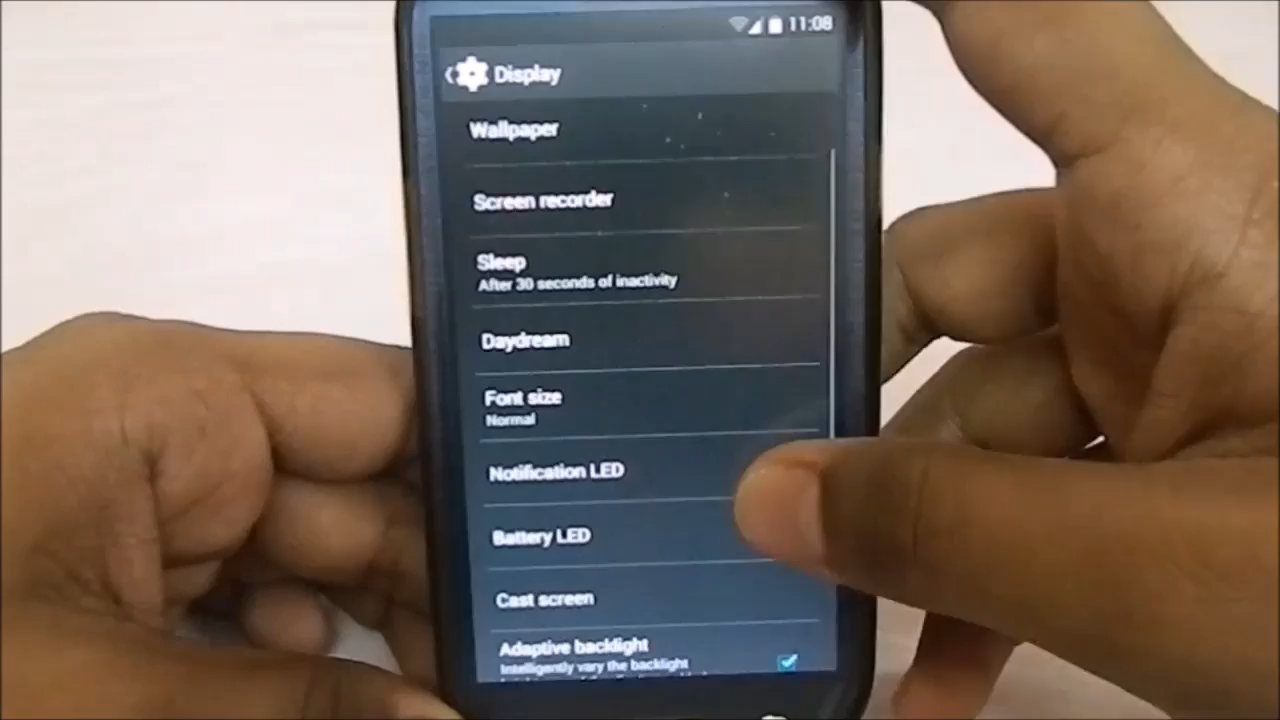 11:08
Display
Wallpaper
Screen recorder
Sleep
After 30 seconds of inactivity
Daydream
Font size
Normal
Notification LED
Battery LED
Cast screen
Adaptive backlight
Intelligently vary the backlight